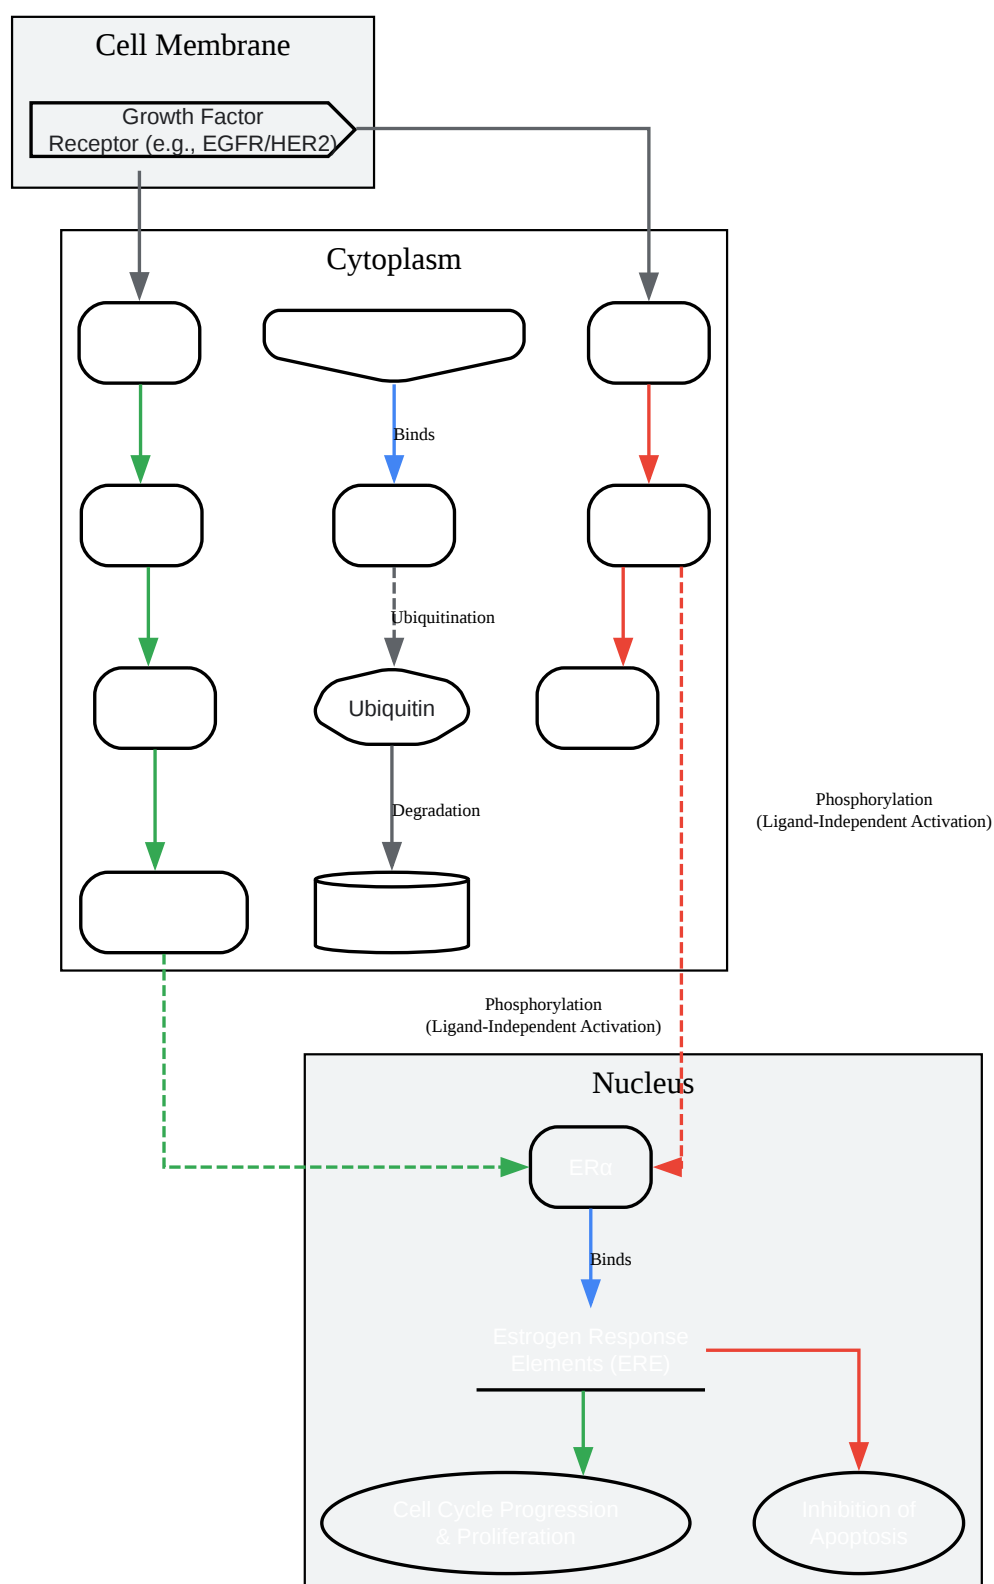 Cell Membrane
Growth Factor
Receptor (e.g., EGFR/HER2)
Cytoplasm
Binds
Ubiquitination
Ubiquitin
Degradation
Phosphorylation
(Ligand-Independent Activation)
Phosphorylation
(Ligand-Independent Activation)
Nucleus
ERα
Binds
Estrogen Response
Elements (ERE)
Cell Cycle Progression
& Proliferation
Inhibition of
Apoptosis